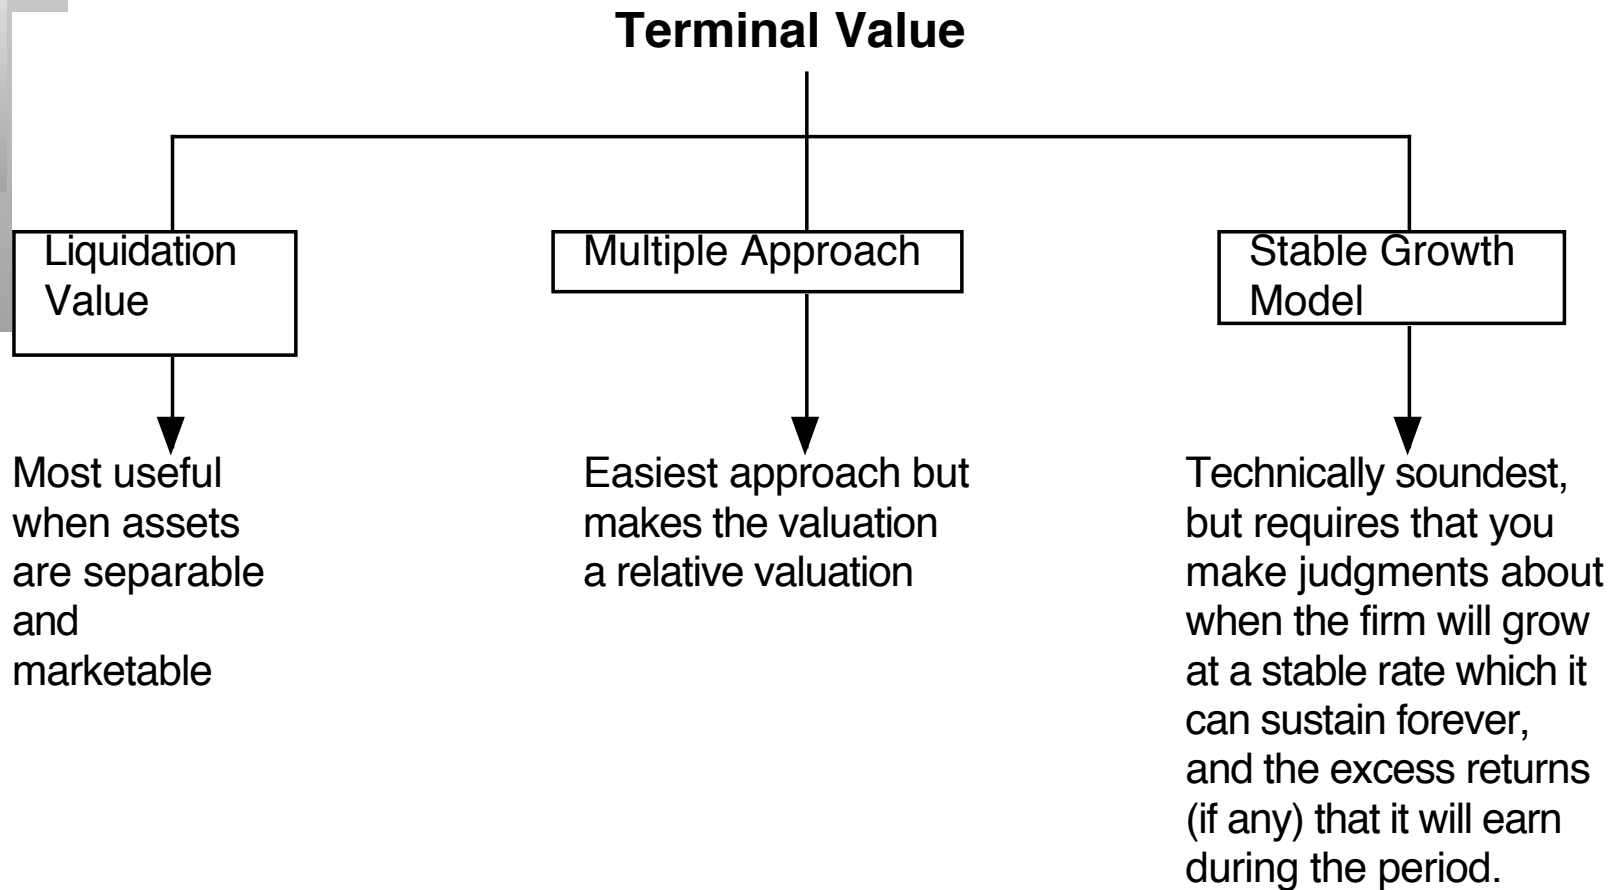 Terminal Value
Liquidation
Value
Multiple Approach
Stable Growth
Model
Most useful
when assets
are separable
and
marketable
Easiest approach but
makes the valuation
a relative valuation
Technically soundest,
but requires that you
make judgments about
when the firm will grow
at a stable rate which it
can sustain forever,
and the excess returns
(if any) that it will earn
during the period.